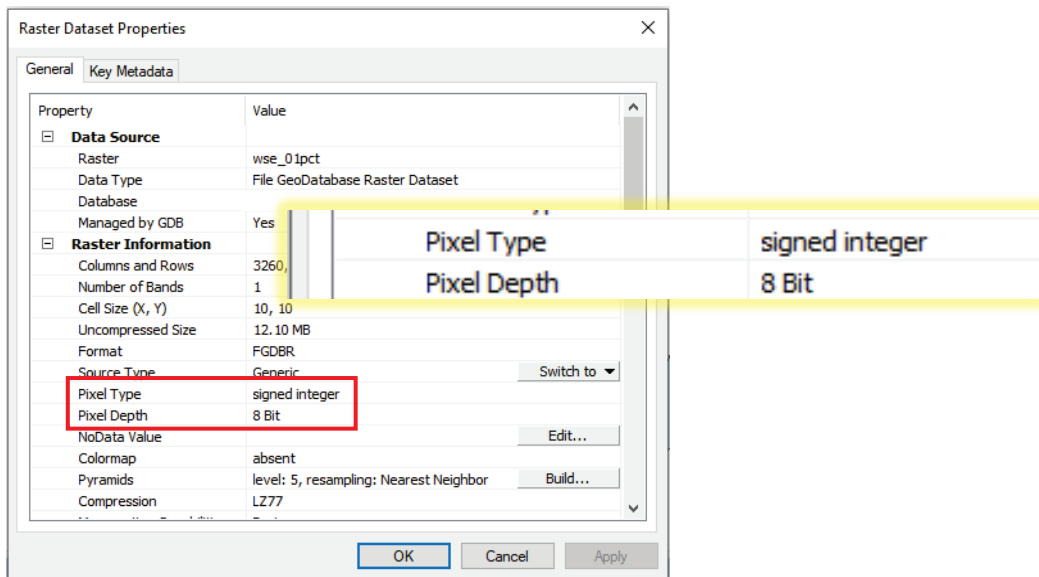 Raster Dataset Properties
General Key Metadata
Property Value
Data Source
Raster wse_01pct
Data Type File GeoDatabase Raster Dataset
Database
Managed by GDB Yes
Raster Information
Columns and Rows 3260,
Number of Bands 1
Cell Size (X, Y) 10, 10
Uncompressed Size 12.10 MB
Format FGDBR
Source Type Generic Switch to
Pixel Type signed integer
Pixel Depth 8 Bit
NoData Value Edit...
Colormap absent
Pyramids level: 5, resampling: Nearest Neighbor Build...
Compression LZ77
OK Cancel Apply
Pixel Type signed integer
Pixel Depth 8 Bit